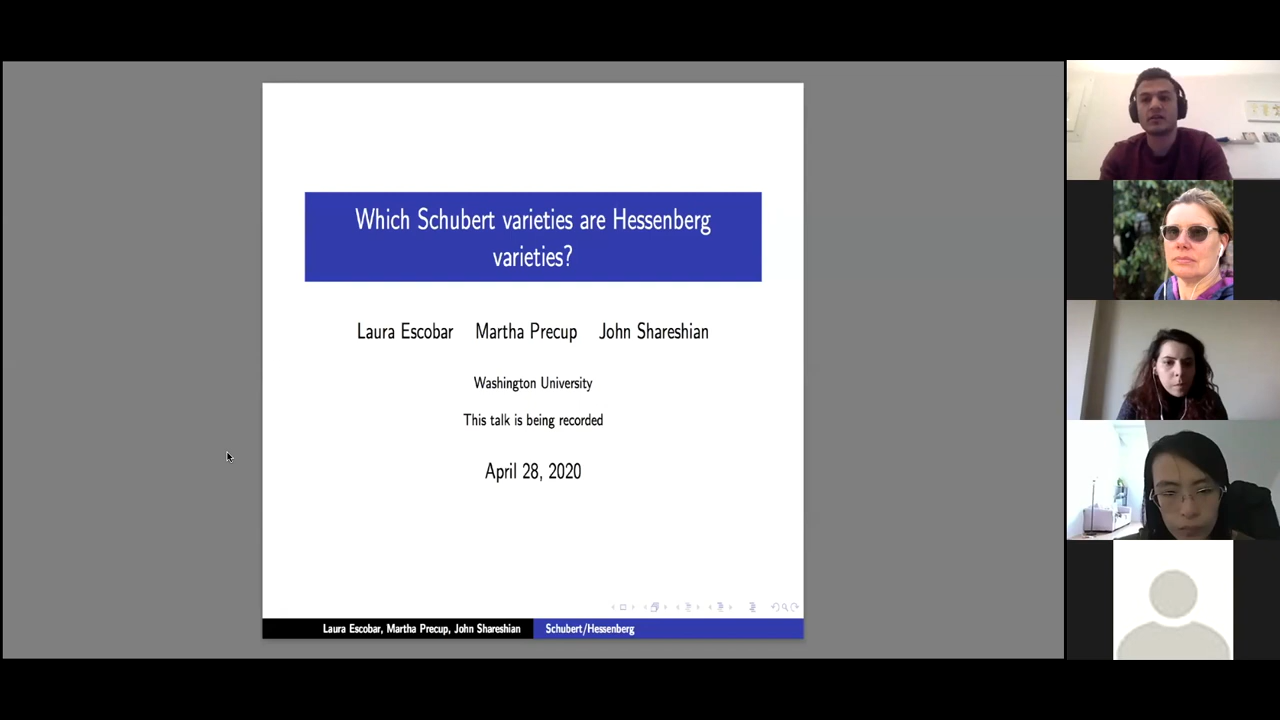 Which Schubert varieties are Hessenberg
varieties?
Laura Escobar Martha Precup John Shareshian
Washington University
This talk is being recorded
April 28, 2020
Laura Escobar, Martha Precup, John Shareshian Schubert/Hessenberg